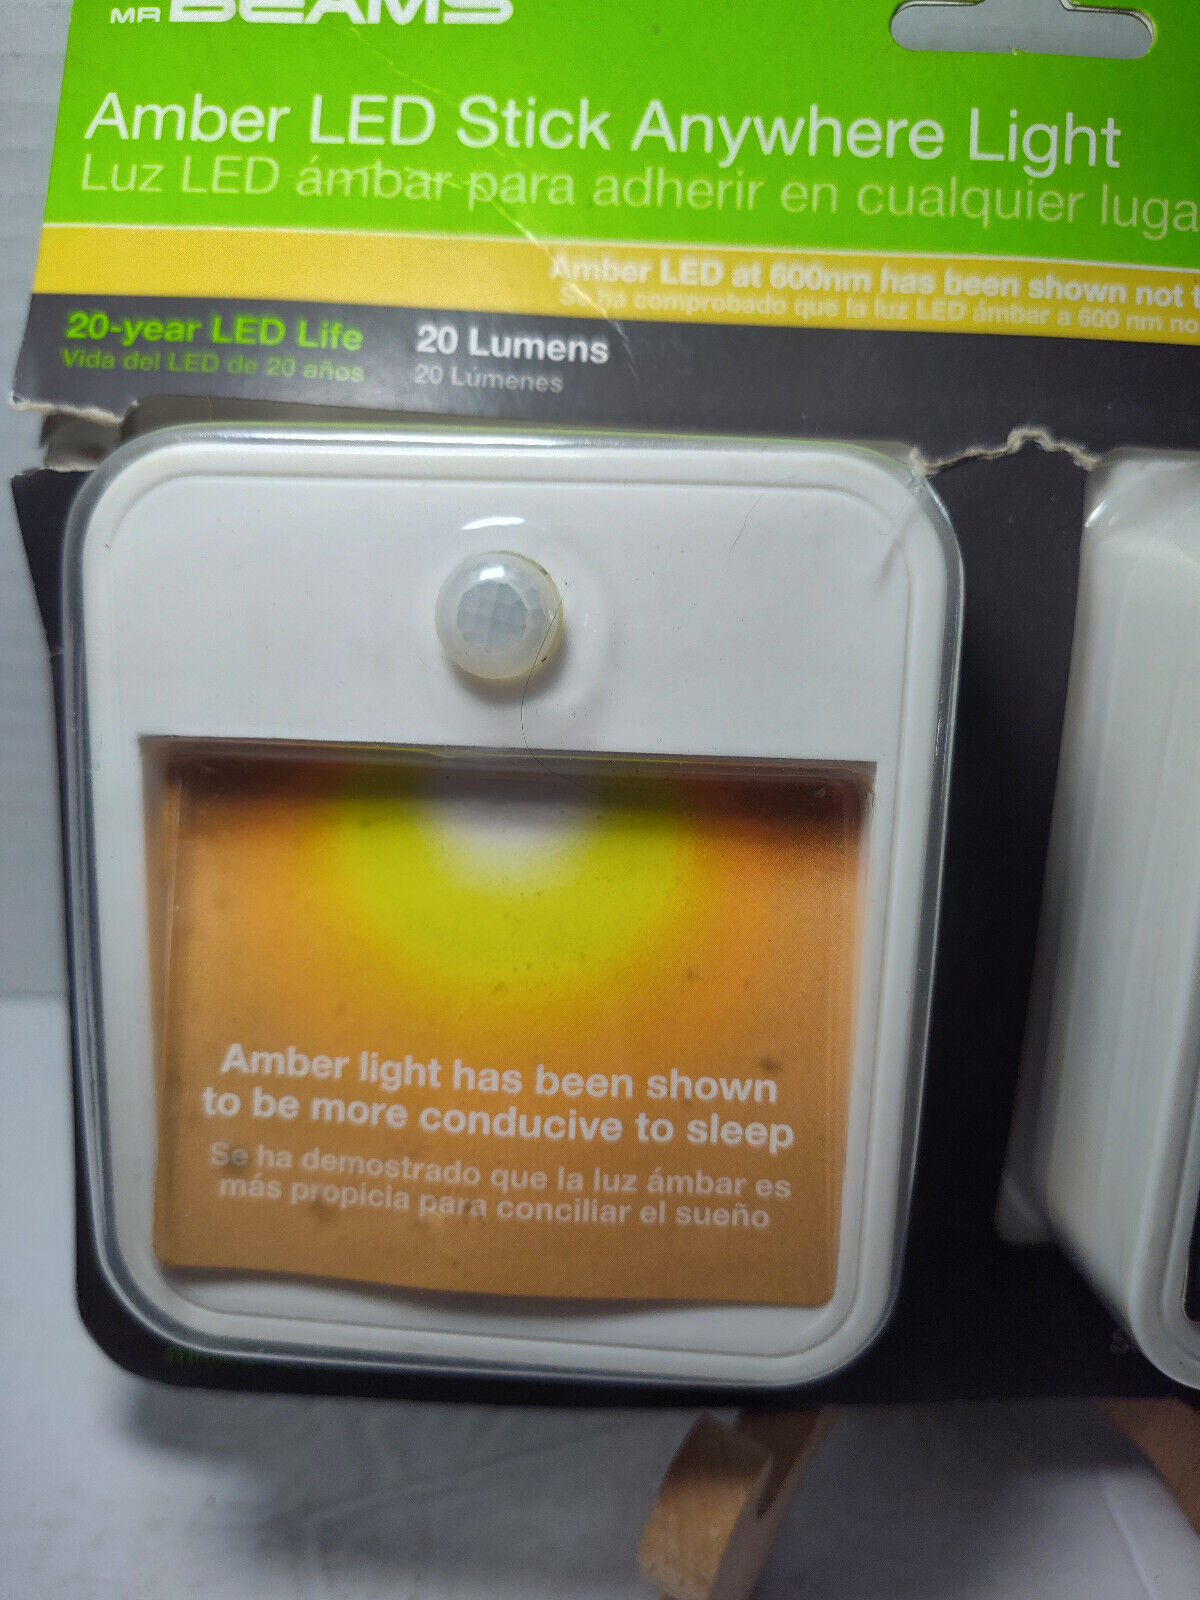 MR BEAMS
Amber LED Stick Anywhere Light
Luz LED ámbar para adherir en cualquier luga
Amber LED at 600nm has been shown not
Se ha comprobado que la luz LED ámbar a 600 nm no
20-year LED Life
Vida del LED de 20 años
20 Lumens
20 Lúmenes
Amber light has been shown
to be more conducive to sleep
Se ha demostrado que la luz ámbar es
más propicia para conciliar el sueño